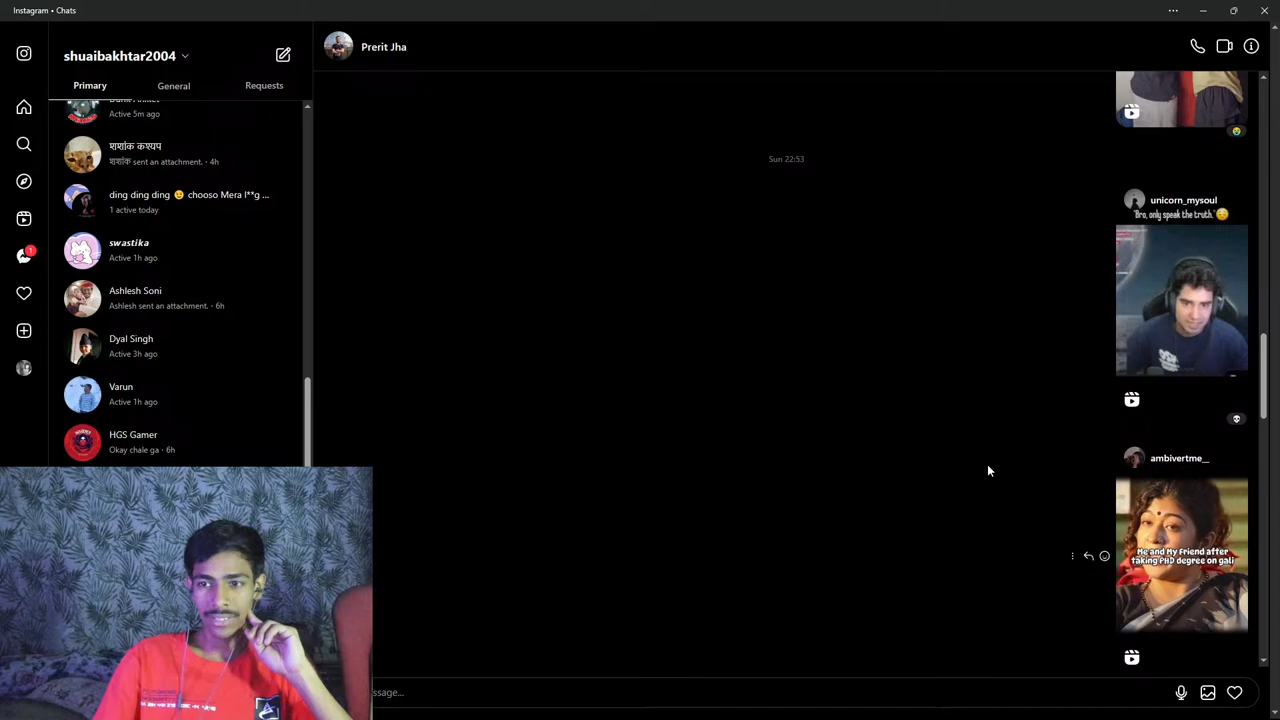 Instagram • Chats
shuaibakhtar2004
Primary
General
Requests
Active 5m ago
शशांक कश्यप
शशांक sent an attachment. · 4h
ding ding ding 😉 chooso Mera l**g ...
1 active today
swastika
Active 1h ago
Ashlesh Soni
Ashlesh sent an attachment. · 6h
Dyal Singh
Active 3h ago
Varun
Active 1h ago
HGS Gamer
Okay chale ga · 6h
Prerit Jha
Sun 22:53
unicorn_mysoul
"Bro, only speak the truth."
ambivertme__
Me and My friend after
taking PHD degree on gali
ssage...
1